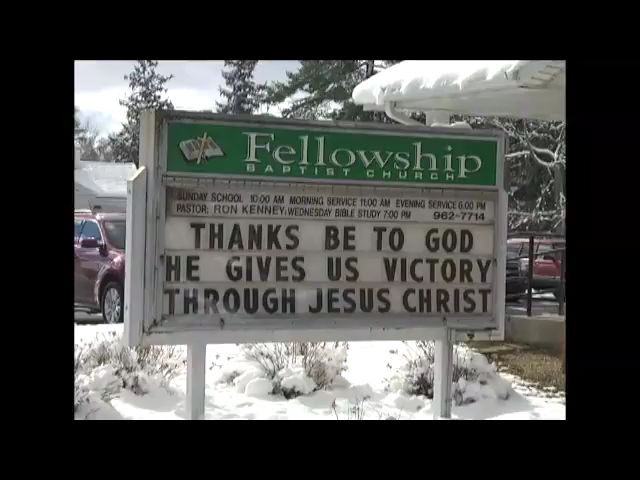 Fellowship
BAPTIST CHURCH
SUNDAY SCHOOL 10:00 AM MORNING SERVICE 11:00 AM EVENING SERVICE 6:00 PM
PASTOR: RON KENNEY WEDNESDAY BIBLE STUDY 7:00 PM 962-7714
THANKS BE TO GOD
HE GIVES US VICTORY
THROUGH JESUS CHRIST